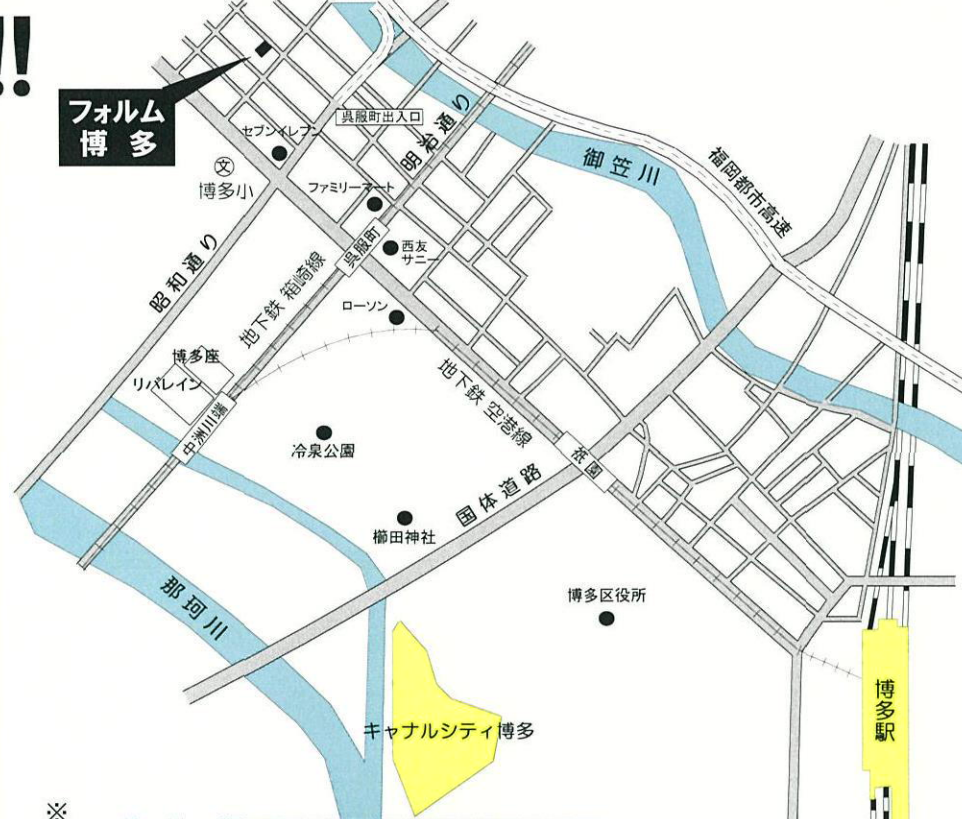 !!
フォルム
博多
セブンイレブン
呉服町出入口
明治通り
文
博多小
ファミリーマート
御笠川
福岡都市高速
呉服町
西友
サニー
昭和通り
地下鉄 箱崎線
ローソン
博多座
リバレイン
地下鉄 空港線
中洲川端
冷泉公園
祇園
国体道路
櫛田神社
那珂川
博多区役所
キャナルシティ博多
博多駅
※